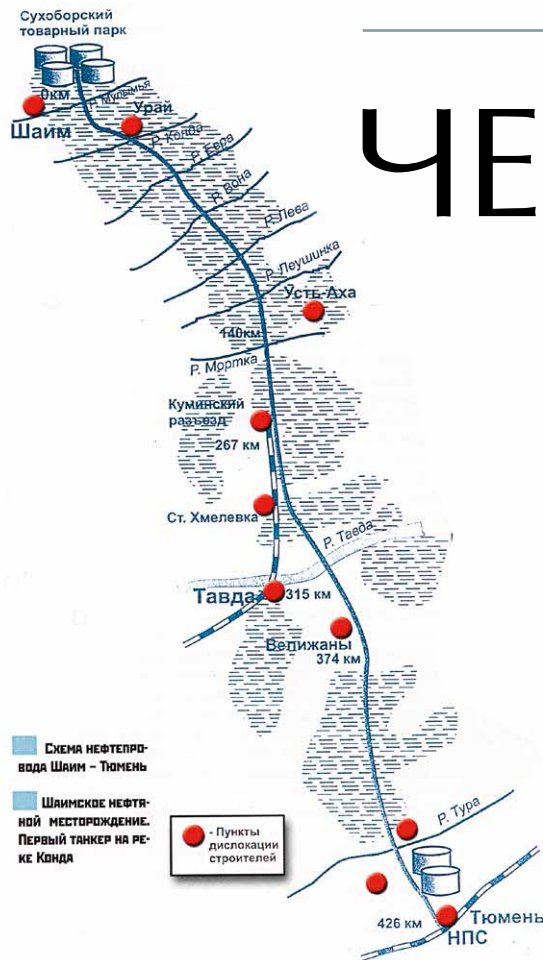 Сухоборский
товарный парк
ЧЕ
0км
Р. Мулымья
Шаим
Урай
Р. Конда
Р. Евра
Р. Вона
Р. Лева
Р. Леушинка
Усть-Аха
140км
Р. Мортка
Куминский
разъезд
267 км
Ст. Хмелевка
Р. Тавда
Тавда
315 км
Велижаны
374 км
Схема нефтепро-
вода Шаим – Тюмень
Шаимское нефтя-
ной месторождение.
Первый танкер на ре-
ке Конда
- Пункты
дислокации
строителей
Р. Тура
426 км
Тюмень
НПС